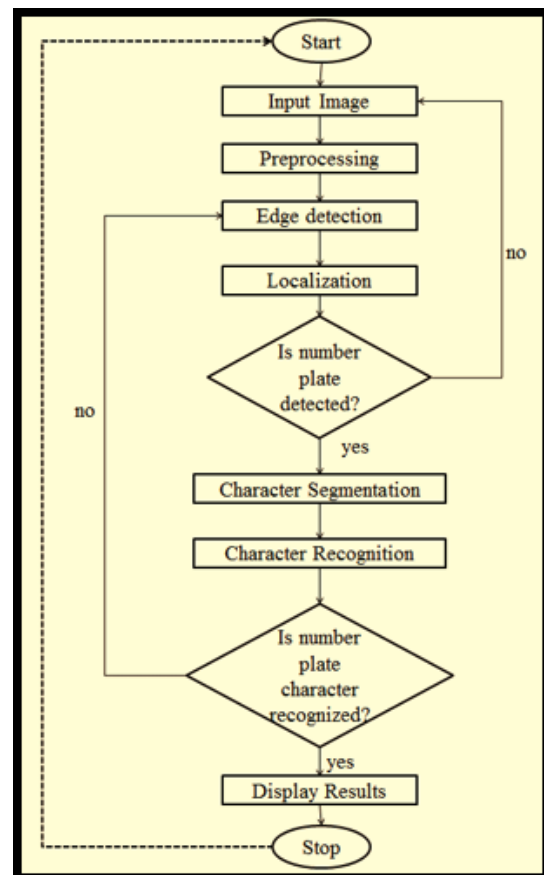 Start
Input Image
Preprocessing
Edge detection
no
Localization
Is number
plate
detected?
no
yes
Character Segmentation
Character Recognition
Is number
plate
character
recognized?
yes
Display Results
Stop